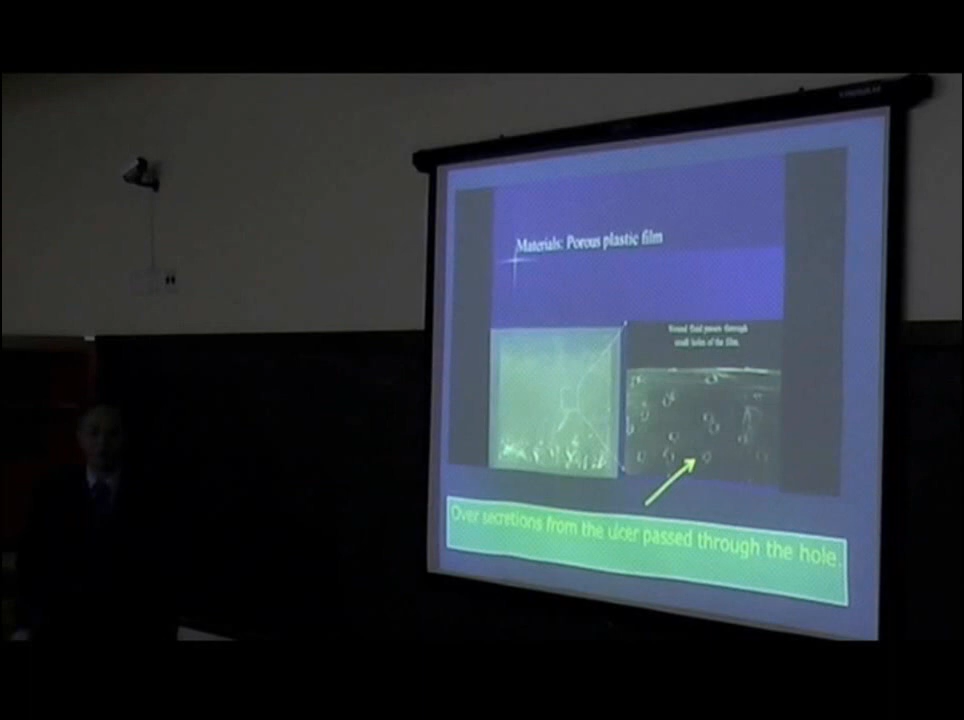 Materials: Porous plastic film
Wound fluid passes through
small holes of the film.
Over secretions from the ulcer passed through the hole.